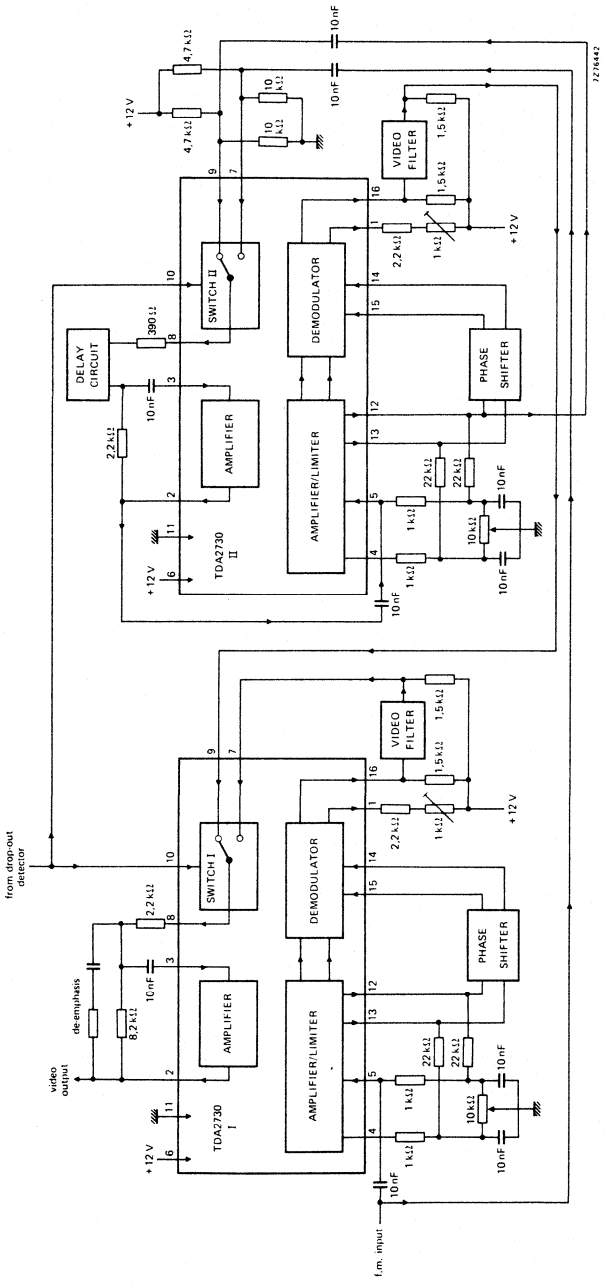 from drop-out
detector
video
output
de-emphasis
8,2 kΩ
2,2 kΩ
10 nF
+12 V
6
11
2
3
8
10
9
7
TDA2730
I
AMPLIFIER
SWITCH I
AMPLIFIER/LIMITER
DEMODULATOR
4
5
13
12
15
14
1
16
f.m. input
10 nF
1 kΩ
1 kΩ
22 kΩ
22 kΩ
10 kΩ
10 nF
10 nF
PHASE
SHIFTER
2,2 kΩ
1 kΩ
1,5 kΩ
1,5 kΩ
VIDEO
FILTER
+12 V
DELAY
CIRCUIT
390 Ω
2,2 kΩ
10 nF
+12 V
6
11
2
3
8
10
9
7
TDA2730
II
AMPLIFIER
SWITCH II
AMPLIFIER/LIMITER
DEMODULATOR
4
5
13
12
15
14
1
16
10 nF
1 kΩ
1 kΩ
22 kΩ
22 kΩ
10 kΩ
10 nF
10 nF
PHASE
SHIFTER
2,2 kΩ
1 kΩ
1,5 kΩ
1,5 kΩ
VIDEO
FILTER
+12 V
+12 V
4,7 kΩ
4,7 kΩ
10
kΩ
10
kΩ
10 nF
10 nF
7Z76442